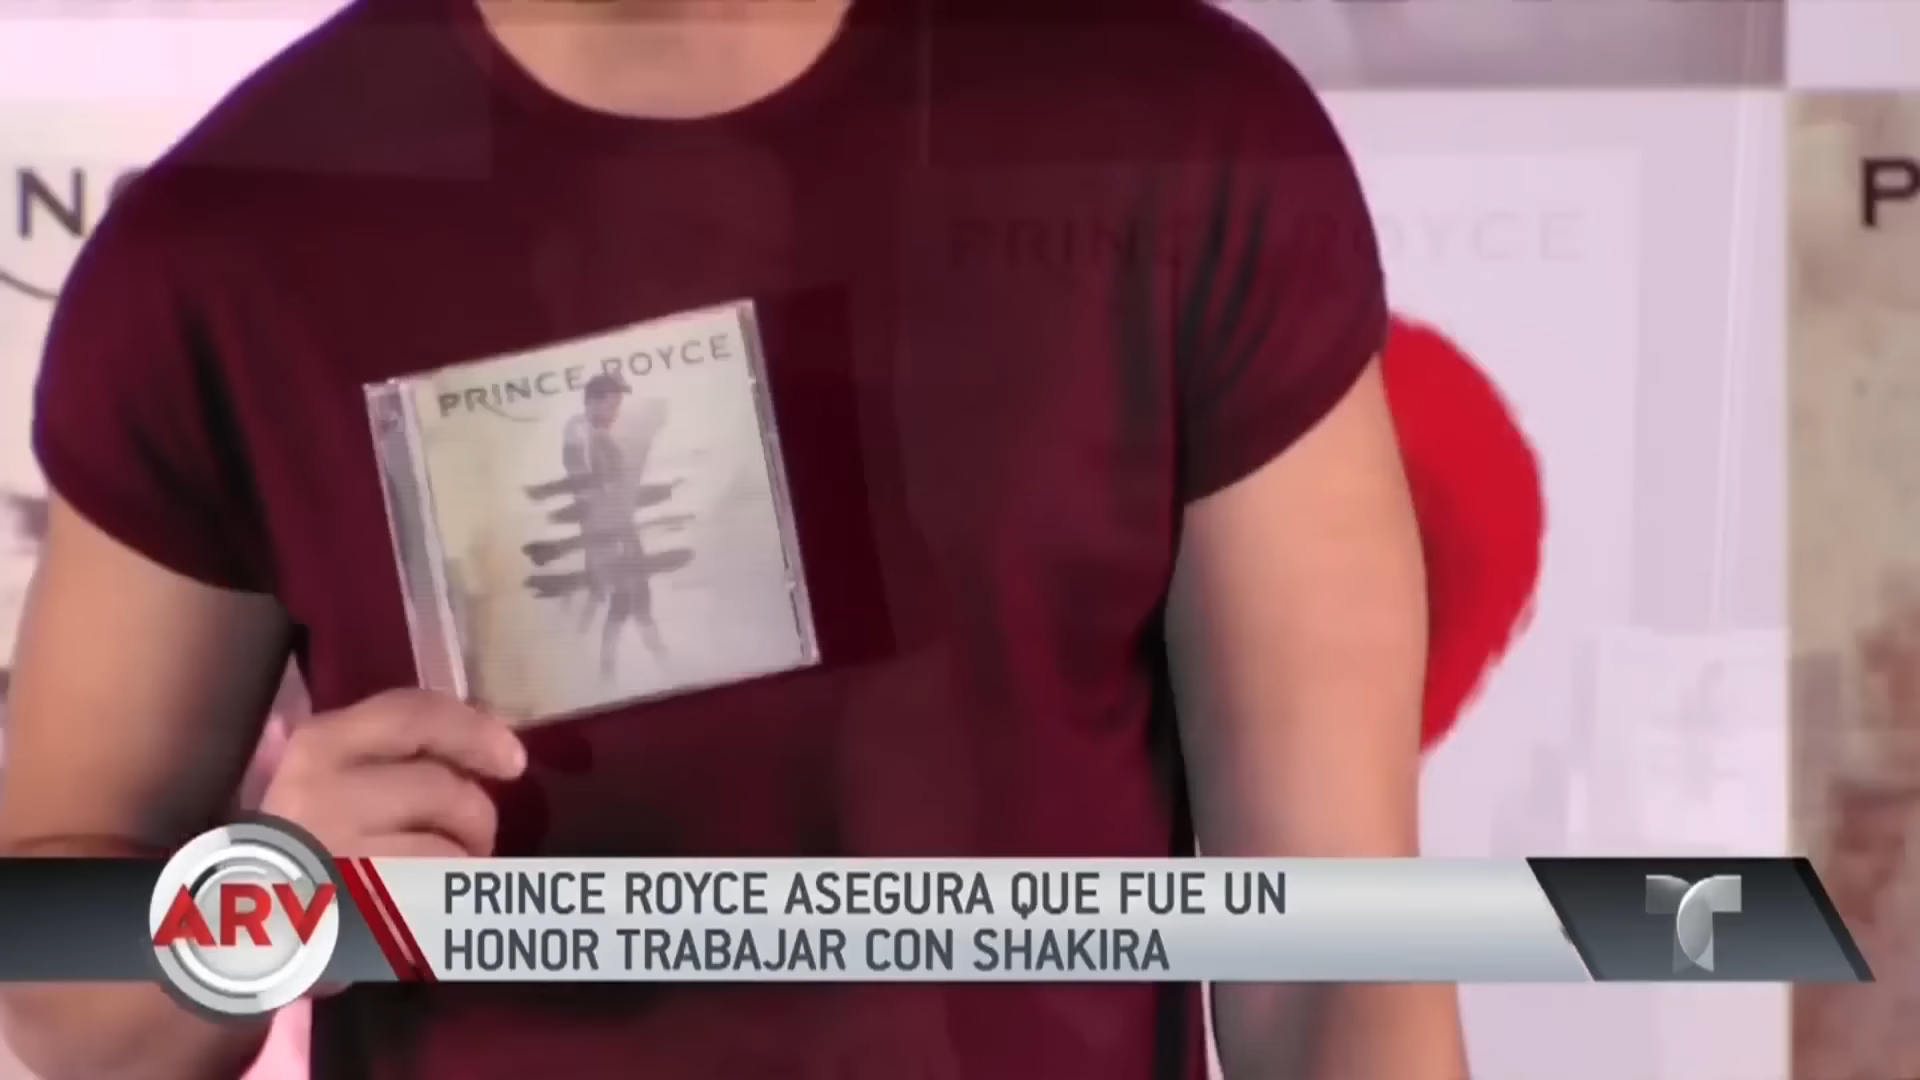 PRINCE ROYCE
PRINCE ROYCE
N
P
ARV
PRINCE ROYCE ASEGURA QUE FUE UN
HONOR TRABAJAR CON SHAKIRA